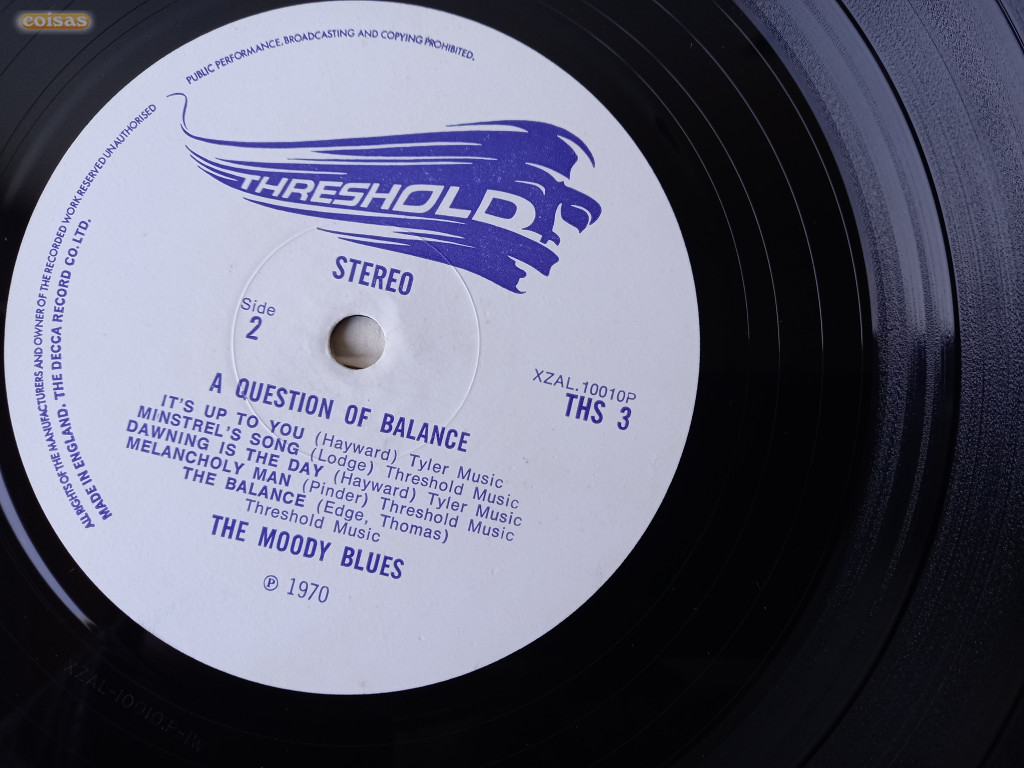 coisas
PUBLIC PERFORMANCE, BROADCASTING AND COPYING PROHIBITED.
ALL RIGHTS OF THE MANUFACTURERS AND OWNER OF THE RECORDED WORK RESERVED UNAUTHORISED
MADE IN ENGLAND. THE DECCA RECORD CO. LTD.
THRESHOLD
STEREO
Side
2
XZAL.10010P
THS 3
A QUESTION OF BALANCE
IT'S UP TO YOU (Hayward) Tyler Music
MINSTREL'S SONG (Lodge) Threshold Music
DAWNING IS THE DAY (Hayward) Tyler Music
MELANCHOLY MAN (Pinder) Threshold Music
THE BALANCE (Edge, Thomas)
Threshold Music
THE MOODY BLUES
℗ 1970
XZAL-10010.P-1W